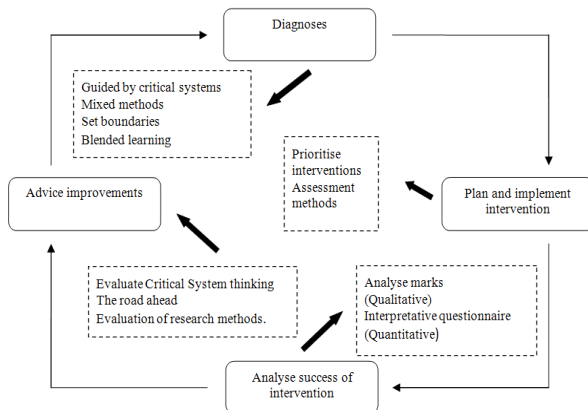 Diagnoses
Guided by critical systems
Mixed methods
Set boundaries
Blended learning
Prioritise
interventions
Assessment
methods
Advice improvements
Plan and implement
intervention
Evaluate Critical System thinking
The road ahead
Evaluation of research methods.
Analyse marks
(Qualitative)
Interpretative questionnaire
(Quantitative)
Analyse success of
intervention